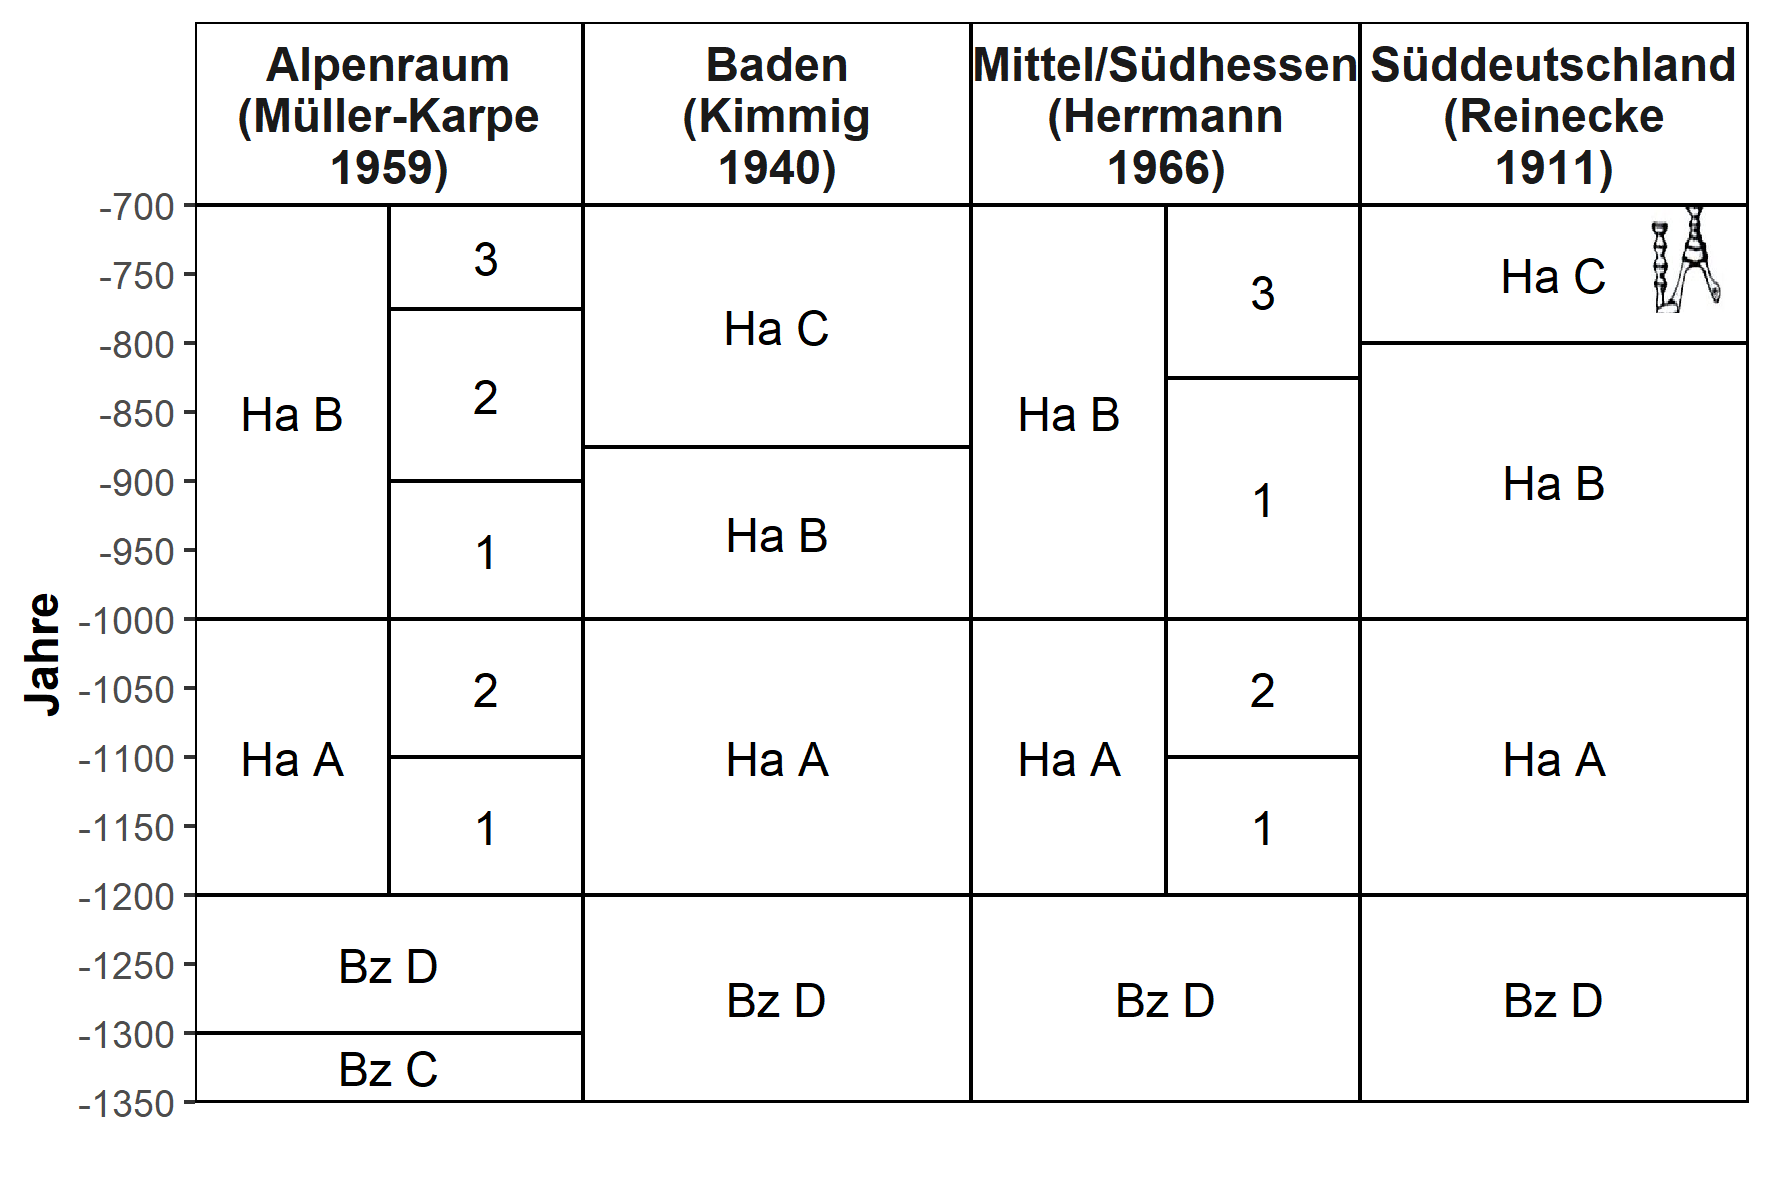 Alpenraum
(Müller-Karpe
1959)
Baden
(Kimmig
1940)
Mittel/Südhessen
(Herrmann
1966)
Süddeutschland
(Reinecke
1911)
Jahre
-700
-750
-800
-850
-900
-950
-1000
-1050
-1100
-1150
-1200
-1250
-1300
-1350
Ha B
3
2
1
Ha A
2
1
Bz D
Bz C
Ha C
Ha B
Ha A
Bz D
Ha B
3
1
Ha A
2
1
Bz D
Ha C
Ha B
Ha A
Bz D